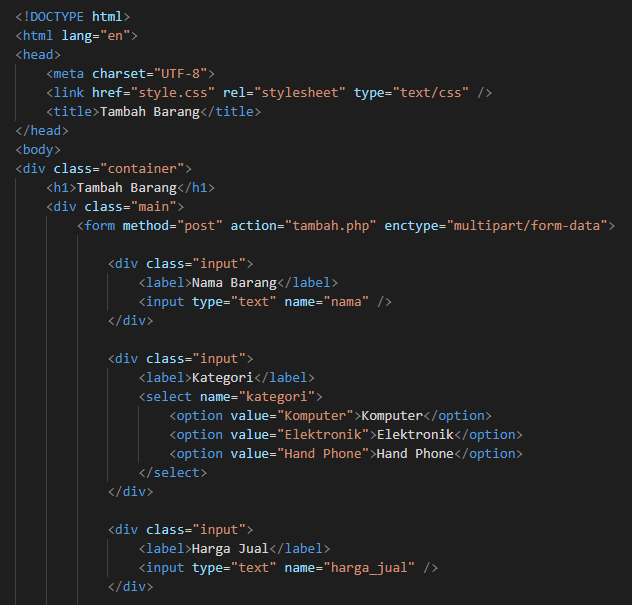 <!DOCTYPE html>
<html lang="en">
<head>
    <meta charset="UTF-8">
    <link href="style.css" rel="stylesheet" type="text/css" />
    <title>Tambah Barang</title>
</head>
<body>
<div class="container">
    <h1>Tambah Barang</h1>
    <div class="main">
        <form method="post" action="tambah.php" enctype="multipart/form-data">

            <div class="input">
                <label>Nama Barang</label>
                <input type="text" name="nama" />
            </div>

            <div class="input">
                <label>Kategori</label>
                <select name="kategori">
                    <option value="Komputer">Komputer</option>
                    <option value="Elektronik">Elektronik</option>
                    <option value="Hand Phone">Hand Phone</option>
                </select>
            </div>

            <div class="input">
                <label>Harga Jual</label>
                <input type="text" name="harga_jual" />
            </div>